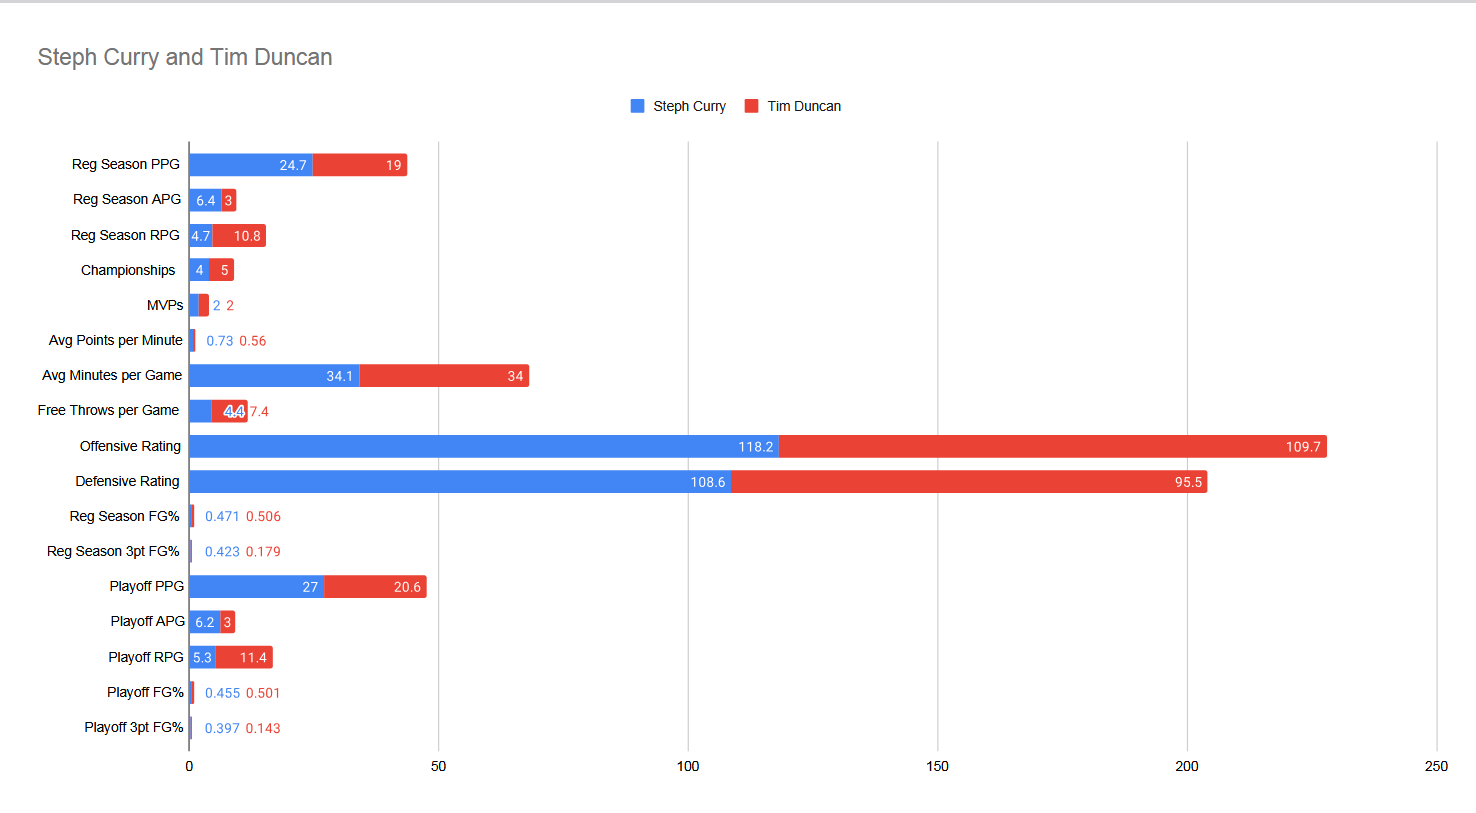 Steph Curry and Tim Duncan
Steph Curry Tim Duncan
Reg Season PPG 24.7 19
Reg Season APG 6.4 3
Reg Season RPG 4.7 10.8
Championships 4 5
MVPs 2 2
Avg Points per Minute 0.73 0.56
Avg Minutes per Game 34.1 34
Free Throws per Game 4.4 7.4
Offensive Rating 118.2 109.7
Defensive Rating 108.6 95.5
Reg Season FG% 0.471 0.506
Reg Season 3pt FG% 0.423 0.179
Playoff PPG 27 20.6
Playoff APG 6.2 3
Playoff RPG 5.3 11.4
Playoff FG% 0.455 0.501
Playoff 3pt FG% 0.397 0.143
0 50 100 150 200 250